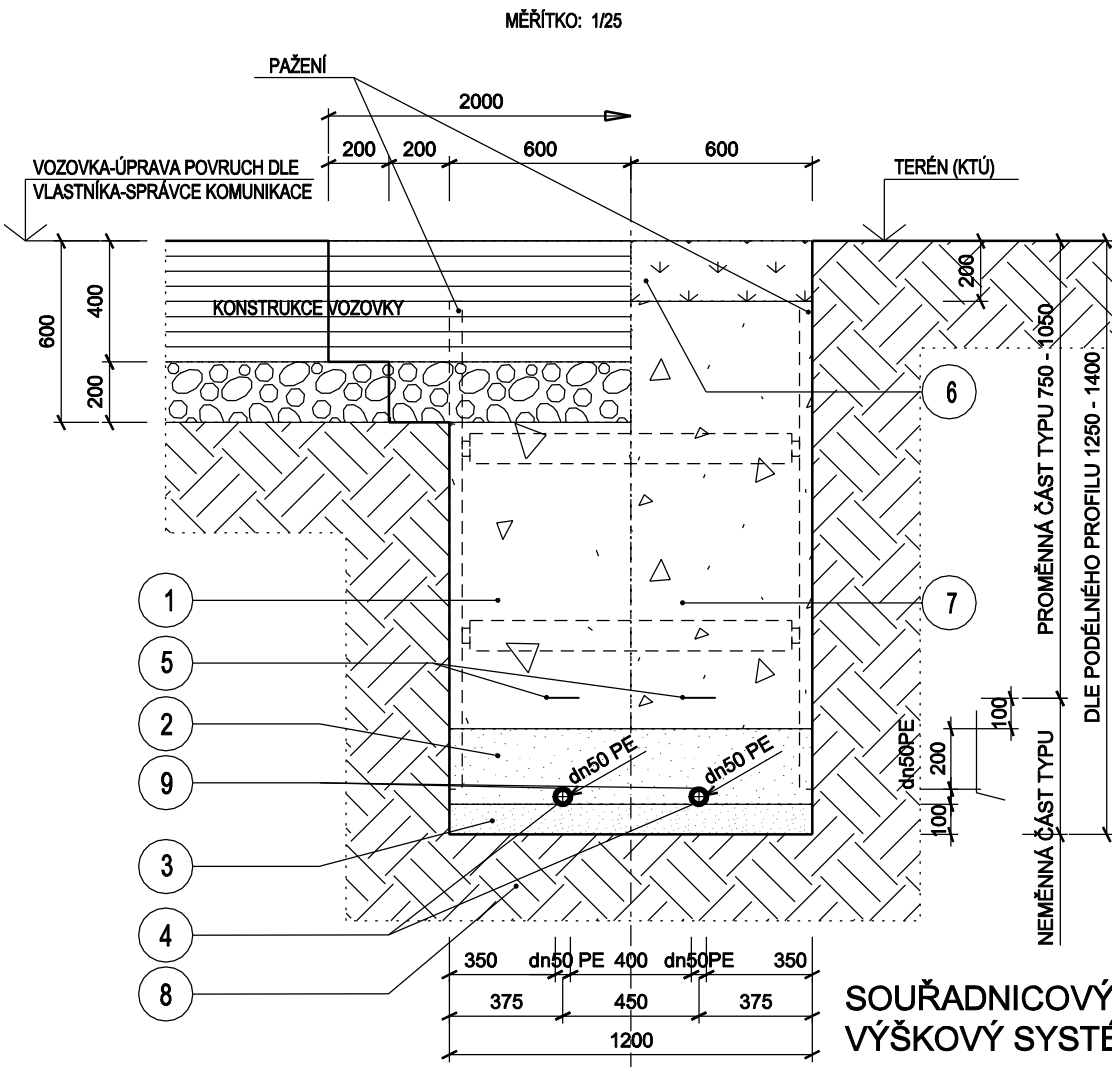 MĚŘÍTKO: 1/25
PAŽENÍ
2000
200
200
600
600
VOZOVKA-ÚPRAVA POVRUCH DLE
VLASTNÍKA-SPRÁVCE KOMUNIKACE
TERÉN (KTÚ)
600
400
200
KONSTRUKCE VOZOVKY
200
6
PROMĚNNÁ ČÁST TYPU 750 - 1050
DLE PODÉLNÉHO PROFILU 1250 - 1400
1
7
5
2
9
3
4
8
dn50 PE
dn50 PE
100
dn50PE
200
100
NEMĚNNÁ ČÁST TYPU
350
dn50 PE
400
dn50PE
350
375
450
375
1200
SOUŘADNICOVÝ
VÝŠKOVÝ SYSTÉ